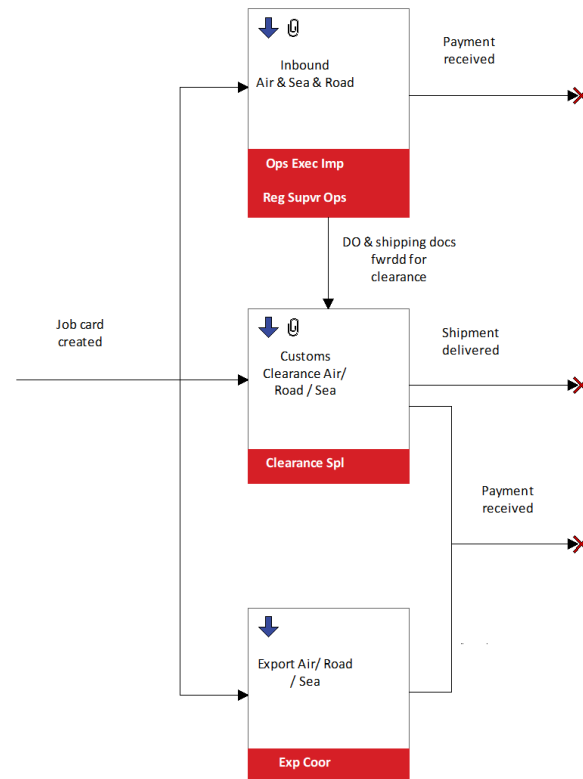 Payment
received
Inbound
Air & Sea & Road
Ops Exec Imp
Reg Supvr Ops
DO & shipping docs
fwrdd for
clearance
Job card
created
Customs
Clearance Air/
Road / Sea
Shipment
delivered
Clearance Spl
Payment
received
Export Air/ Road
/ Sea
Exp Coor